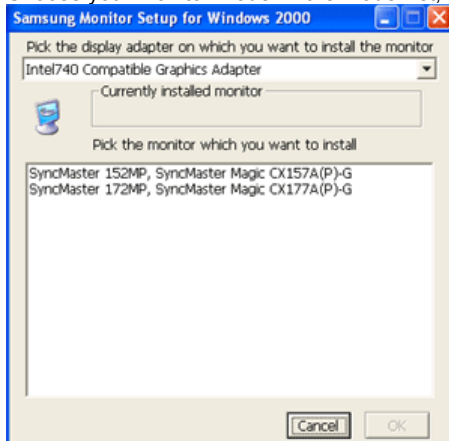 Samsung Monitor Setup for Windows 2000
Pick the display adapter on which you want to install the monitor
Intel740 Compatible Graphics Adapter
Currently installed monitor
Pick the monitor which you want to install
SyncMaster 152MP, SyncMaster Magic CX157A(P)-G
SyncMaster 172MP, SyncMaster Magic CX177A(P)-G
Cancel
OK